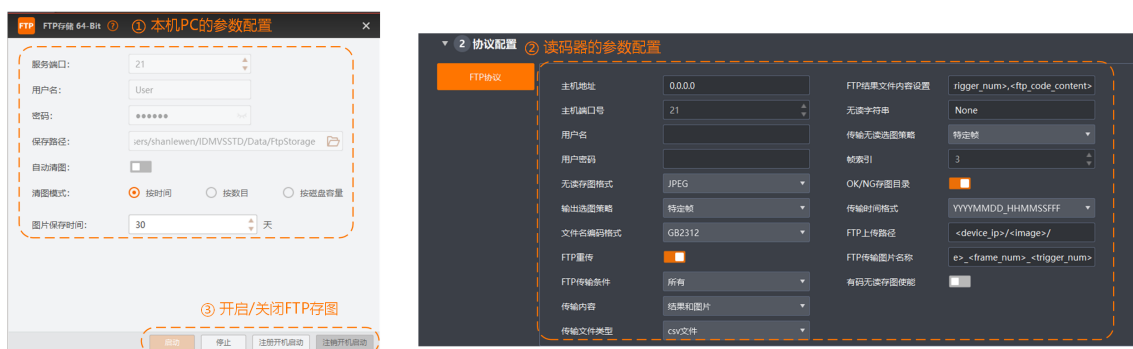 FTP FTP存储 64-Bit ? ① 本机PC的参数配置 ×
服务端口: 21
用户名: User
密码: ●●●●●●
保存路径: sers/shanlewen/IDMVSSTD/Data/FtpStorage
自动清图:
清图模式: 按时间 按数目 按磁盘容量
图片保存时间: 30 天
③ 开启/关闭FTP存图
启动 停止 注册开机启动 注销开机启动
2 协议配置 ② 读码器的参数配置
FTP协议
主机地址 0.0.0.0 FTP结果文件内容设置 rigger_num>,<ftp_code_content>
主机端口号 21 无读字符串 None
用户名 传输无读选图策略 特定帧
用户密码 帧索引 3
无读存图格式 JPEG OK/NG存图目录
输出选图策略 特定帧 传输时间格式 YYYYMMDD_HHMMSSFFF
文件名编码格式 GB2312 FTP上传路径 <device_ip>/<image>/
FTP重传 FTP传输图片名称 e>_<frame_num>_<trigger_num>
FTP传输条件 所有 有码无读存图使能
传输内容 结果和图片
传输文件类型 csv文件